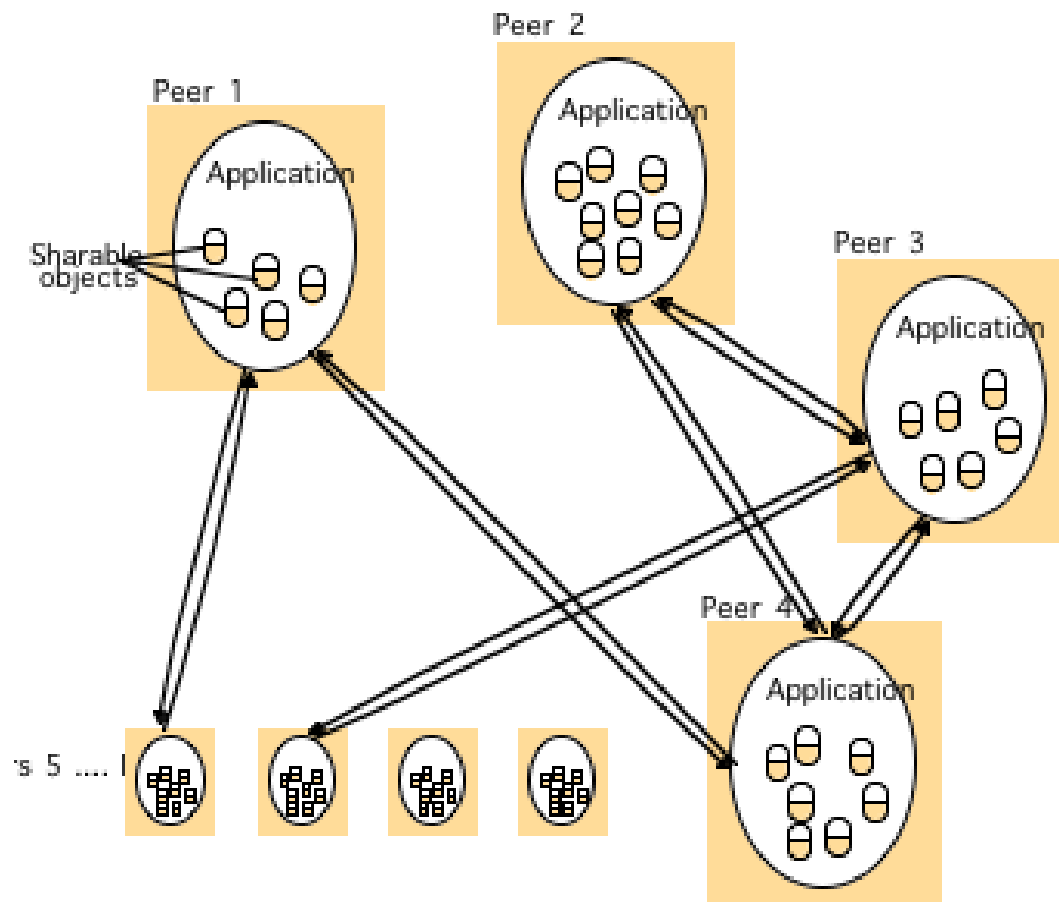 Peer 2
Application
Peer 1
Application
Sharable
objects
Peer 3
Application
Peer 4
Application
5 ....